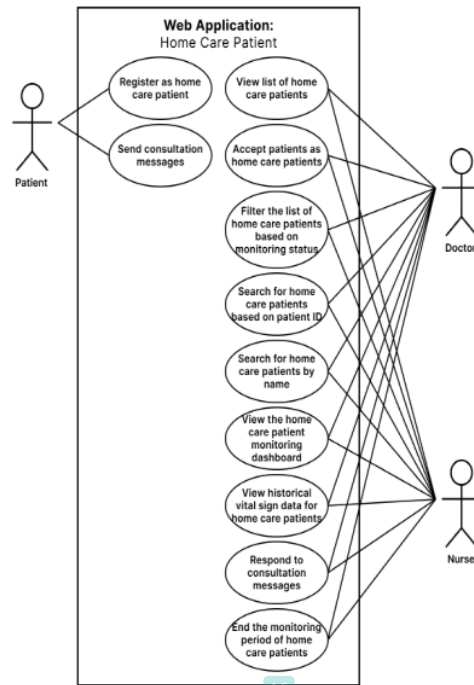 Web Application:
Home Care Patient
Register as home
care patient
Send consultation
messages
Patient
View list of home
care patients
Accept patients as
home care patients
Filter the list of
home care patients
based on
monitoring status
Search for home
care patients
based on patient ID
Search for home
care patients by
name
View the home
care patient
monitoring
dashboard
View historical
vital sign data for
home care patients
Respond to
consultation
messages
End the monitoring
period of home
care patients
Doctor
Nurse